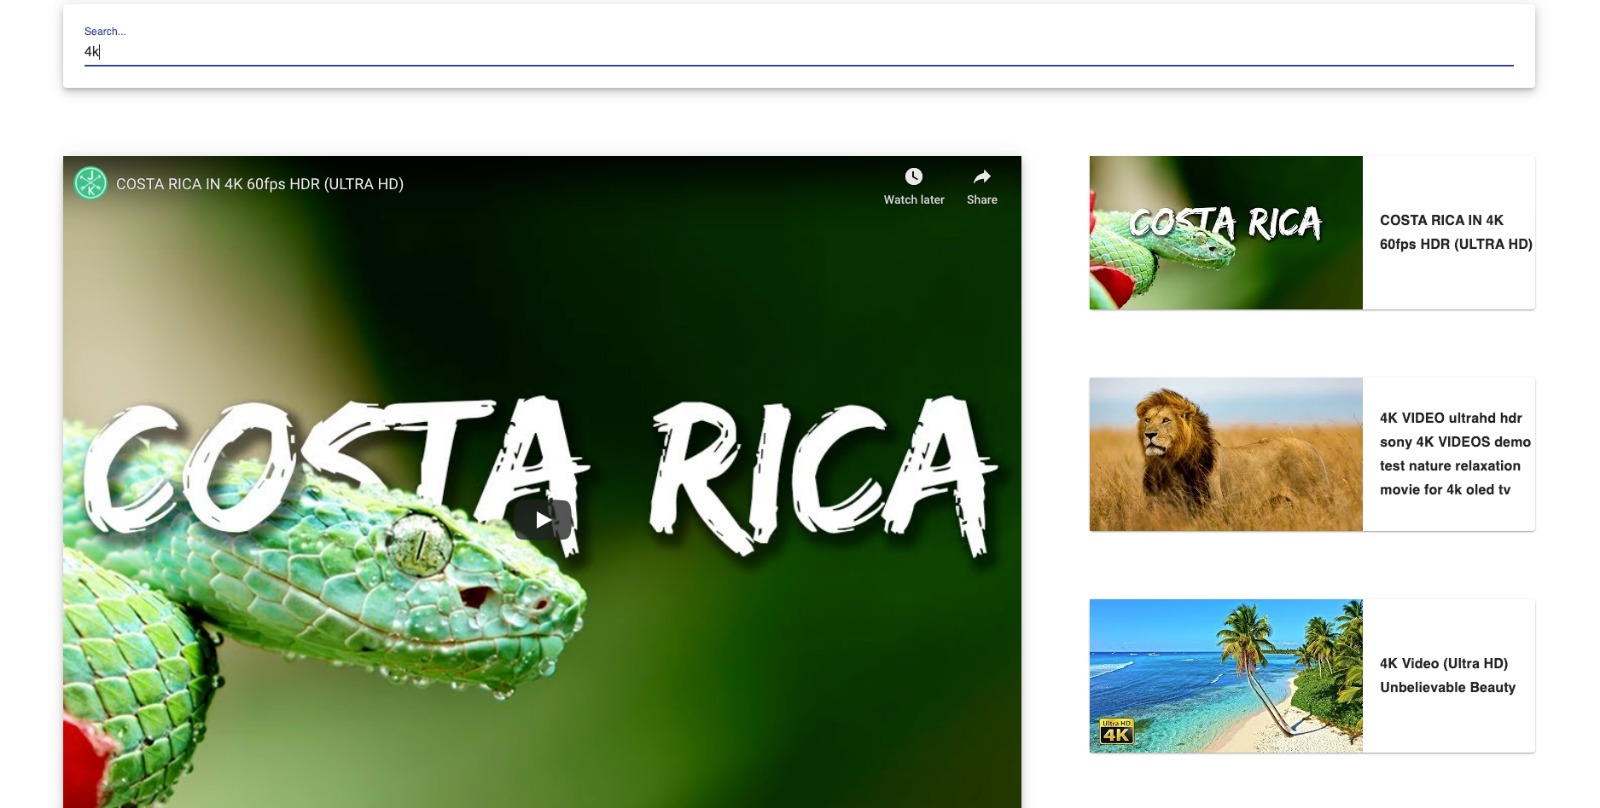 Search...
4k
JK
COSTA RICA IN 4K 60fps HDR (ULTRA HD)
Watch later
Share
COSTA RICA
COSTA RICA
COSTA RICA IN 4K
60fps HDR (ULTRA HD)
4K VIDEO ultrahd hdr
sony 4K VIDEOS demo
test nature relaxation
movie for 4k oled tv
Ultra HD
4K
4K Video (Ultra HD)
Unbelievable Beauty